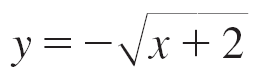 y = −√(x + 2)